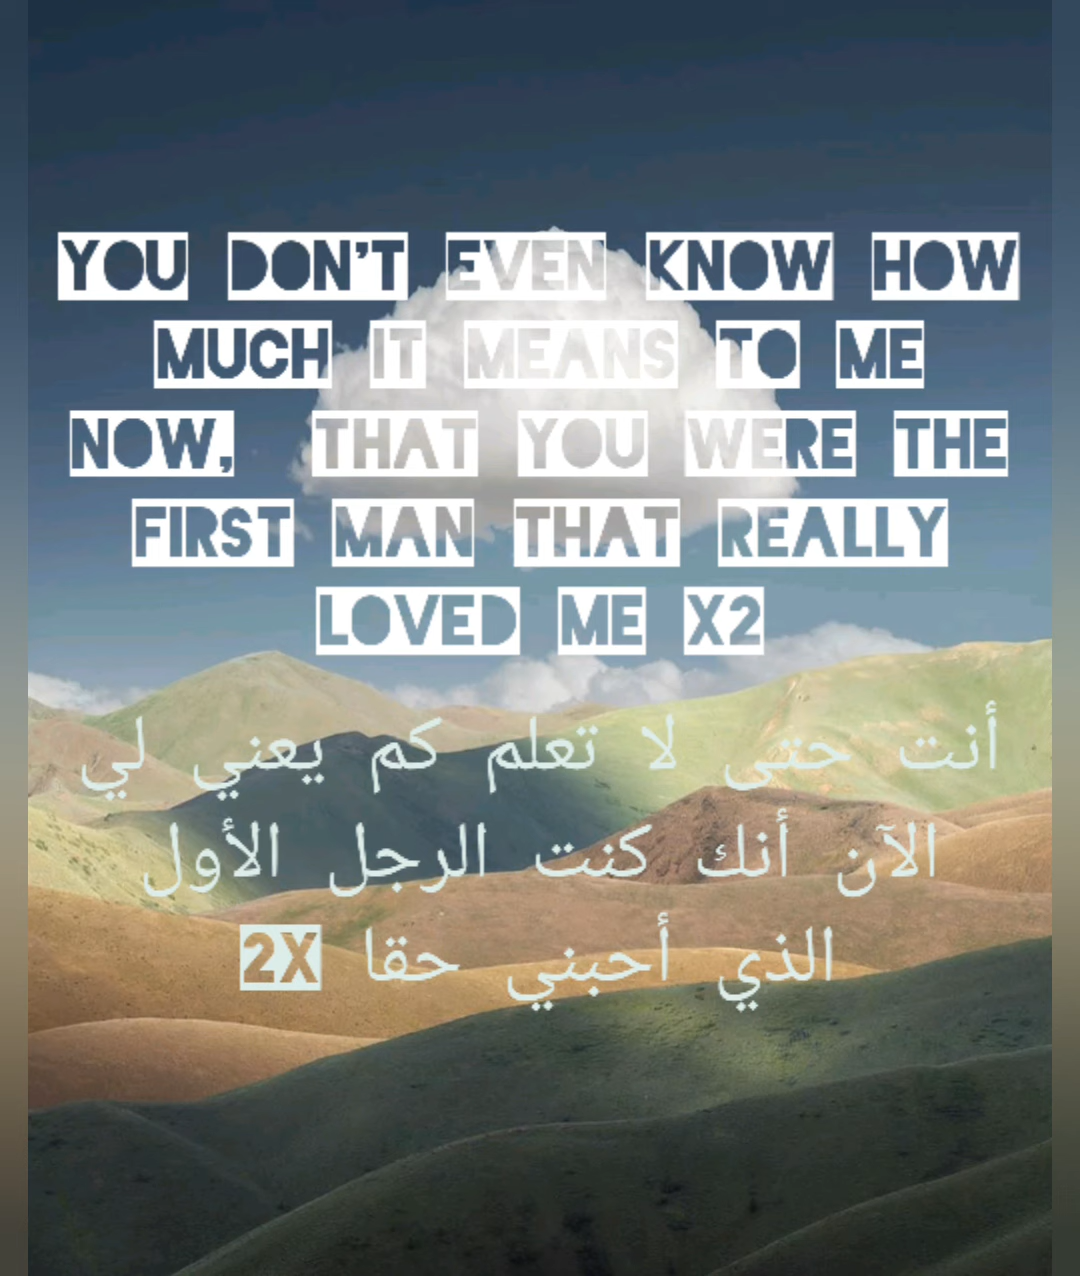 YOU DON'T EVEN KNOW HOW
MUCH IT MEANS TO ME
NOW, THAT YOU WERE THE
FIRST MAN THAT REALLY
LOVED ME X2
أنت حتى لا تعلم كم يعني لي
الآن أنك كنت الرجل الأول
الذي أحبني حقا 2X